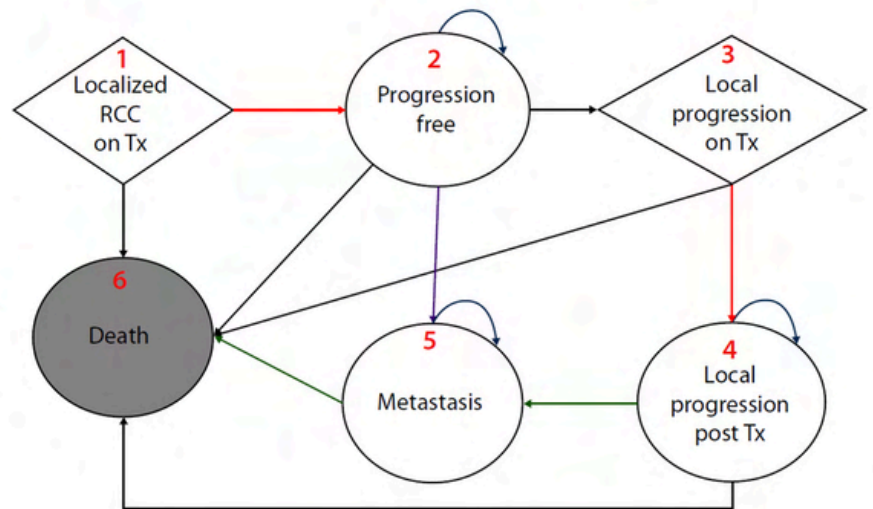 1
Localized
RCC
on Tx
2
Progression
free
3
Local
progression
on Tx
6
Death
5
Metastasis
4
Local
progression
post Tx